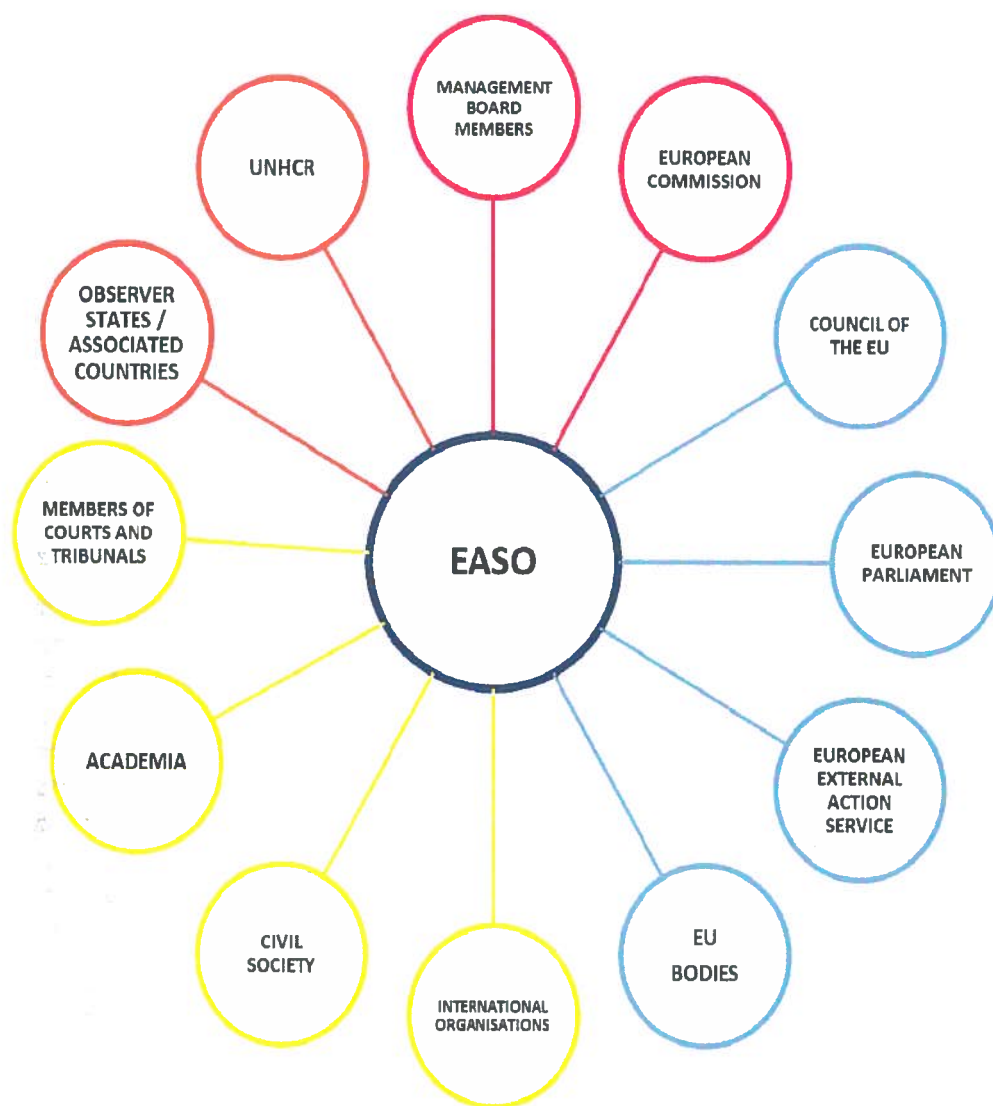 MANAGEMENT
BOARD
MEMBERS
EUROPEAN
COMMISSION
COUNCIL OF
THE EU
EUROPEAN
PARLIAMENT
EUROPEAN
EXTERNAL
ACTION
SERVICE
EU
BODIES
INTERNATIONAL
ORGANISATIONS
CIVIL
SOCIETY
ACADEMIA
MEMBERS OF
COURTS AND
TRIBUNALS
OBSERVER
STATES /
ASSOCIATED
COUNTRIES
UNHCR
EASO